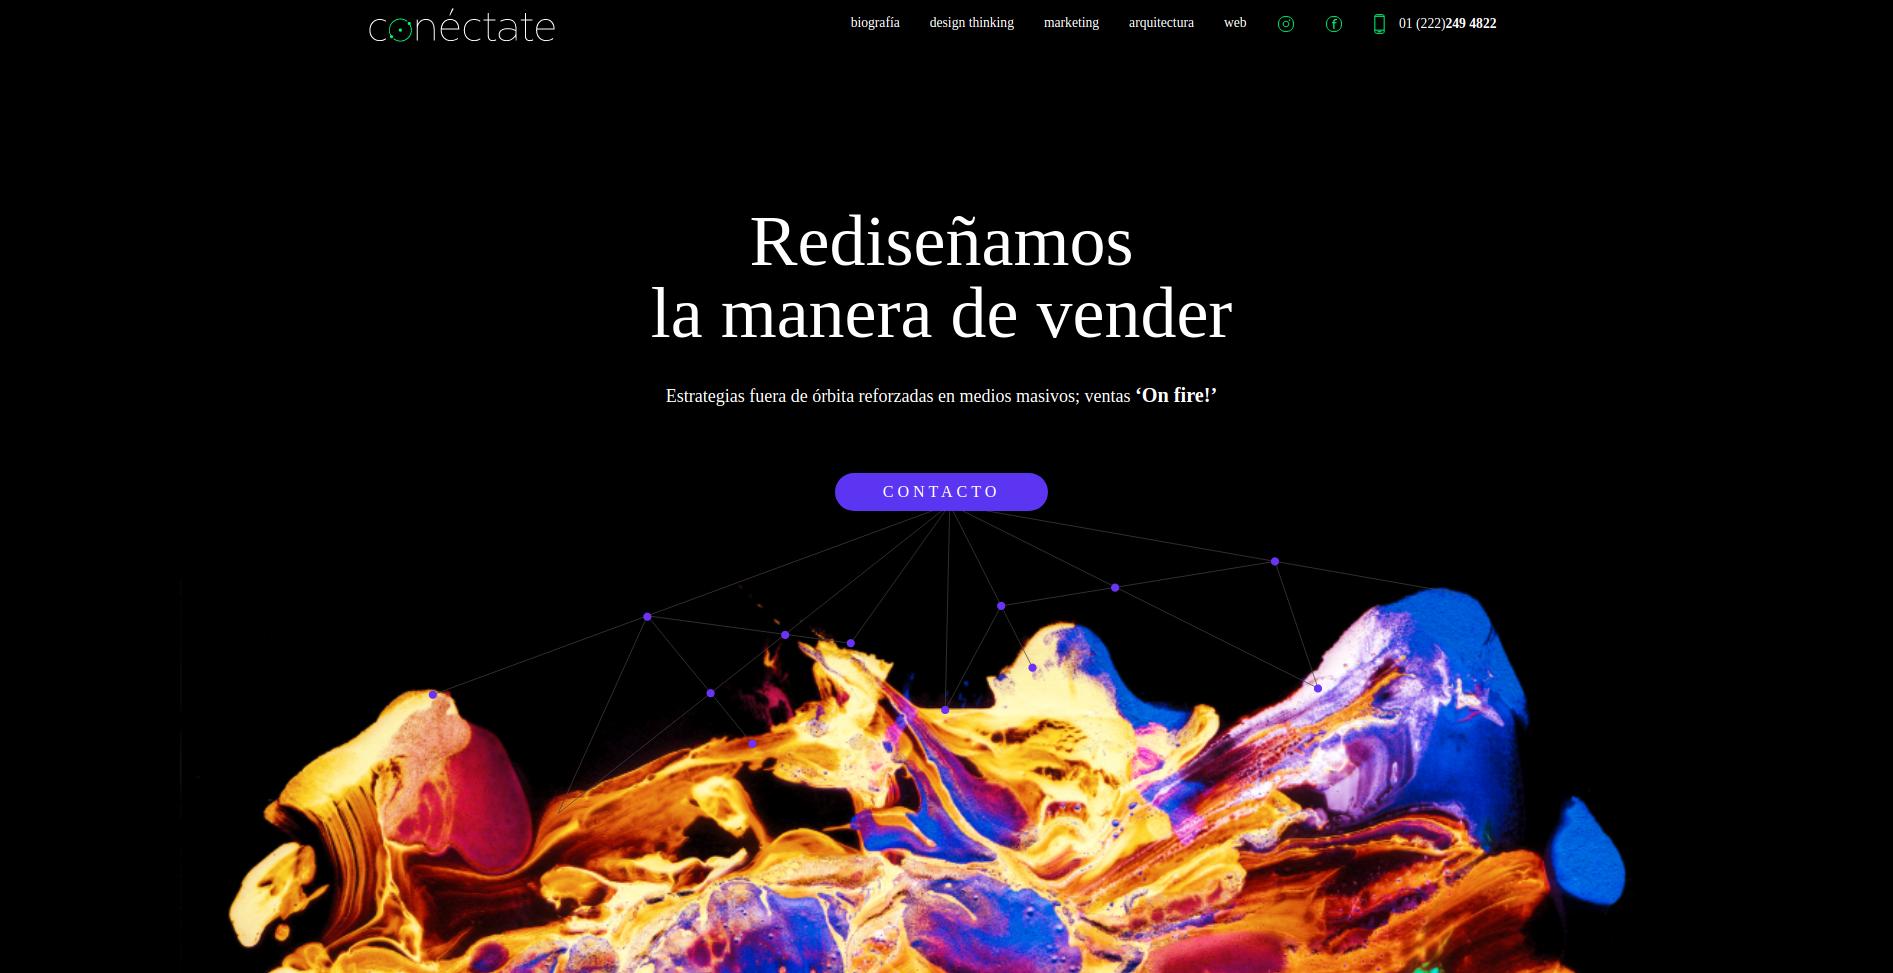 conéctate
biografía design thinking marketing arquitectura web 01 (222)249 4822
Rediseñamos
la manera de vender
Estrategias fuera de órbita reforzadas en medios masivos; ventas ‘On fire!’
CONTACTO